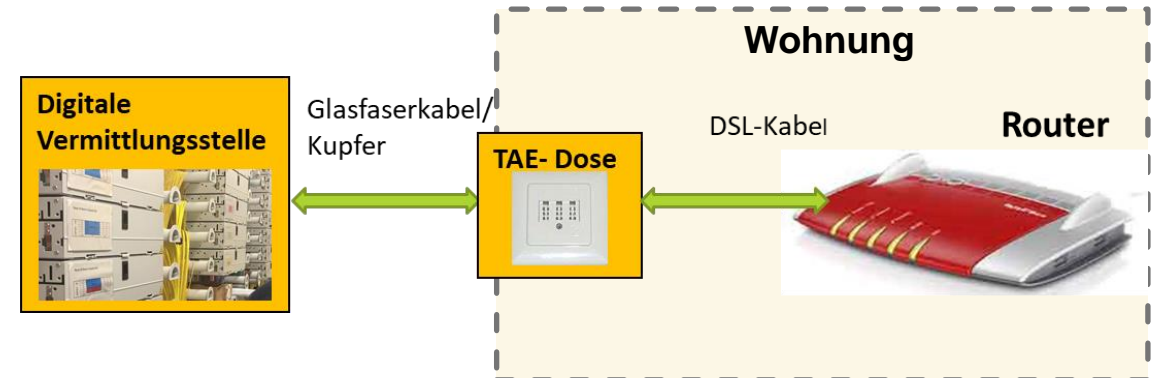 Wohnung
Digitale
Vermittlungsstelle
Glasfaserkabel/
Kupfer
TAE- Dose
DSL-Kabel
Router